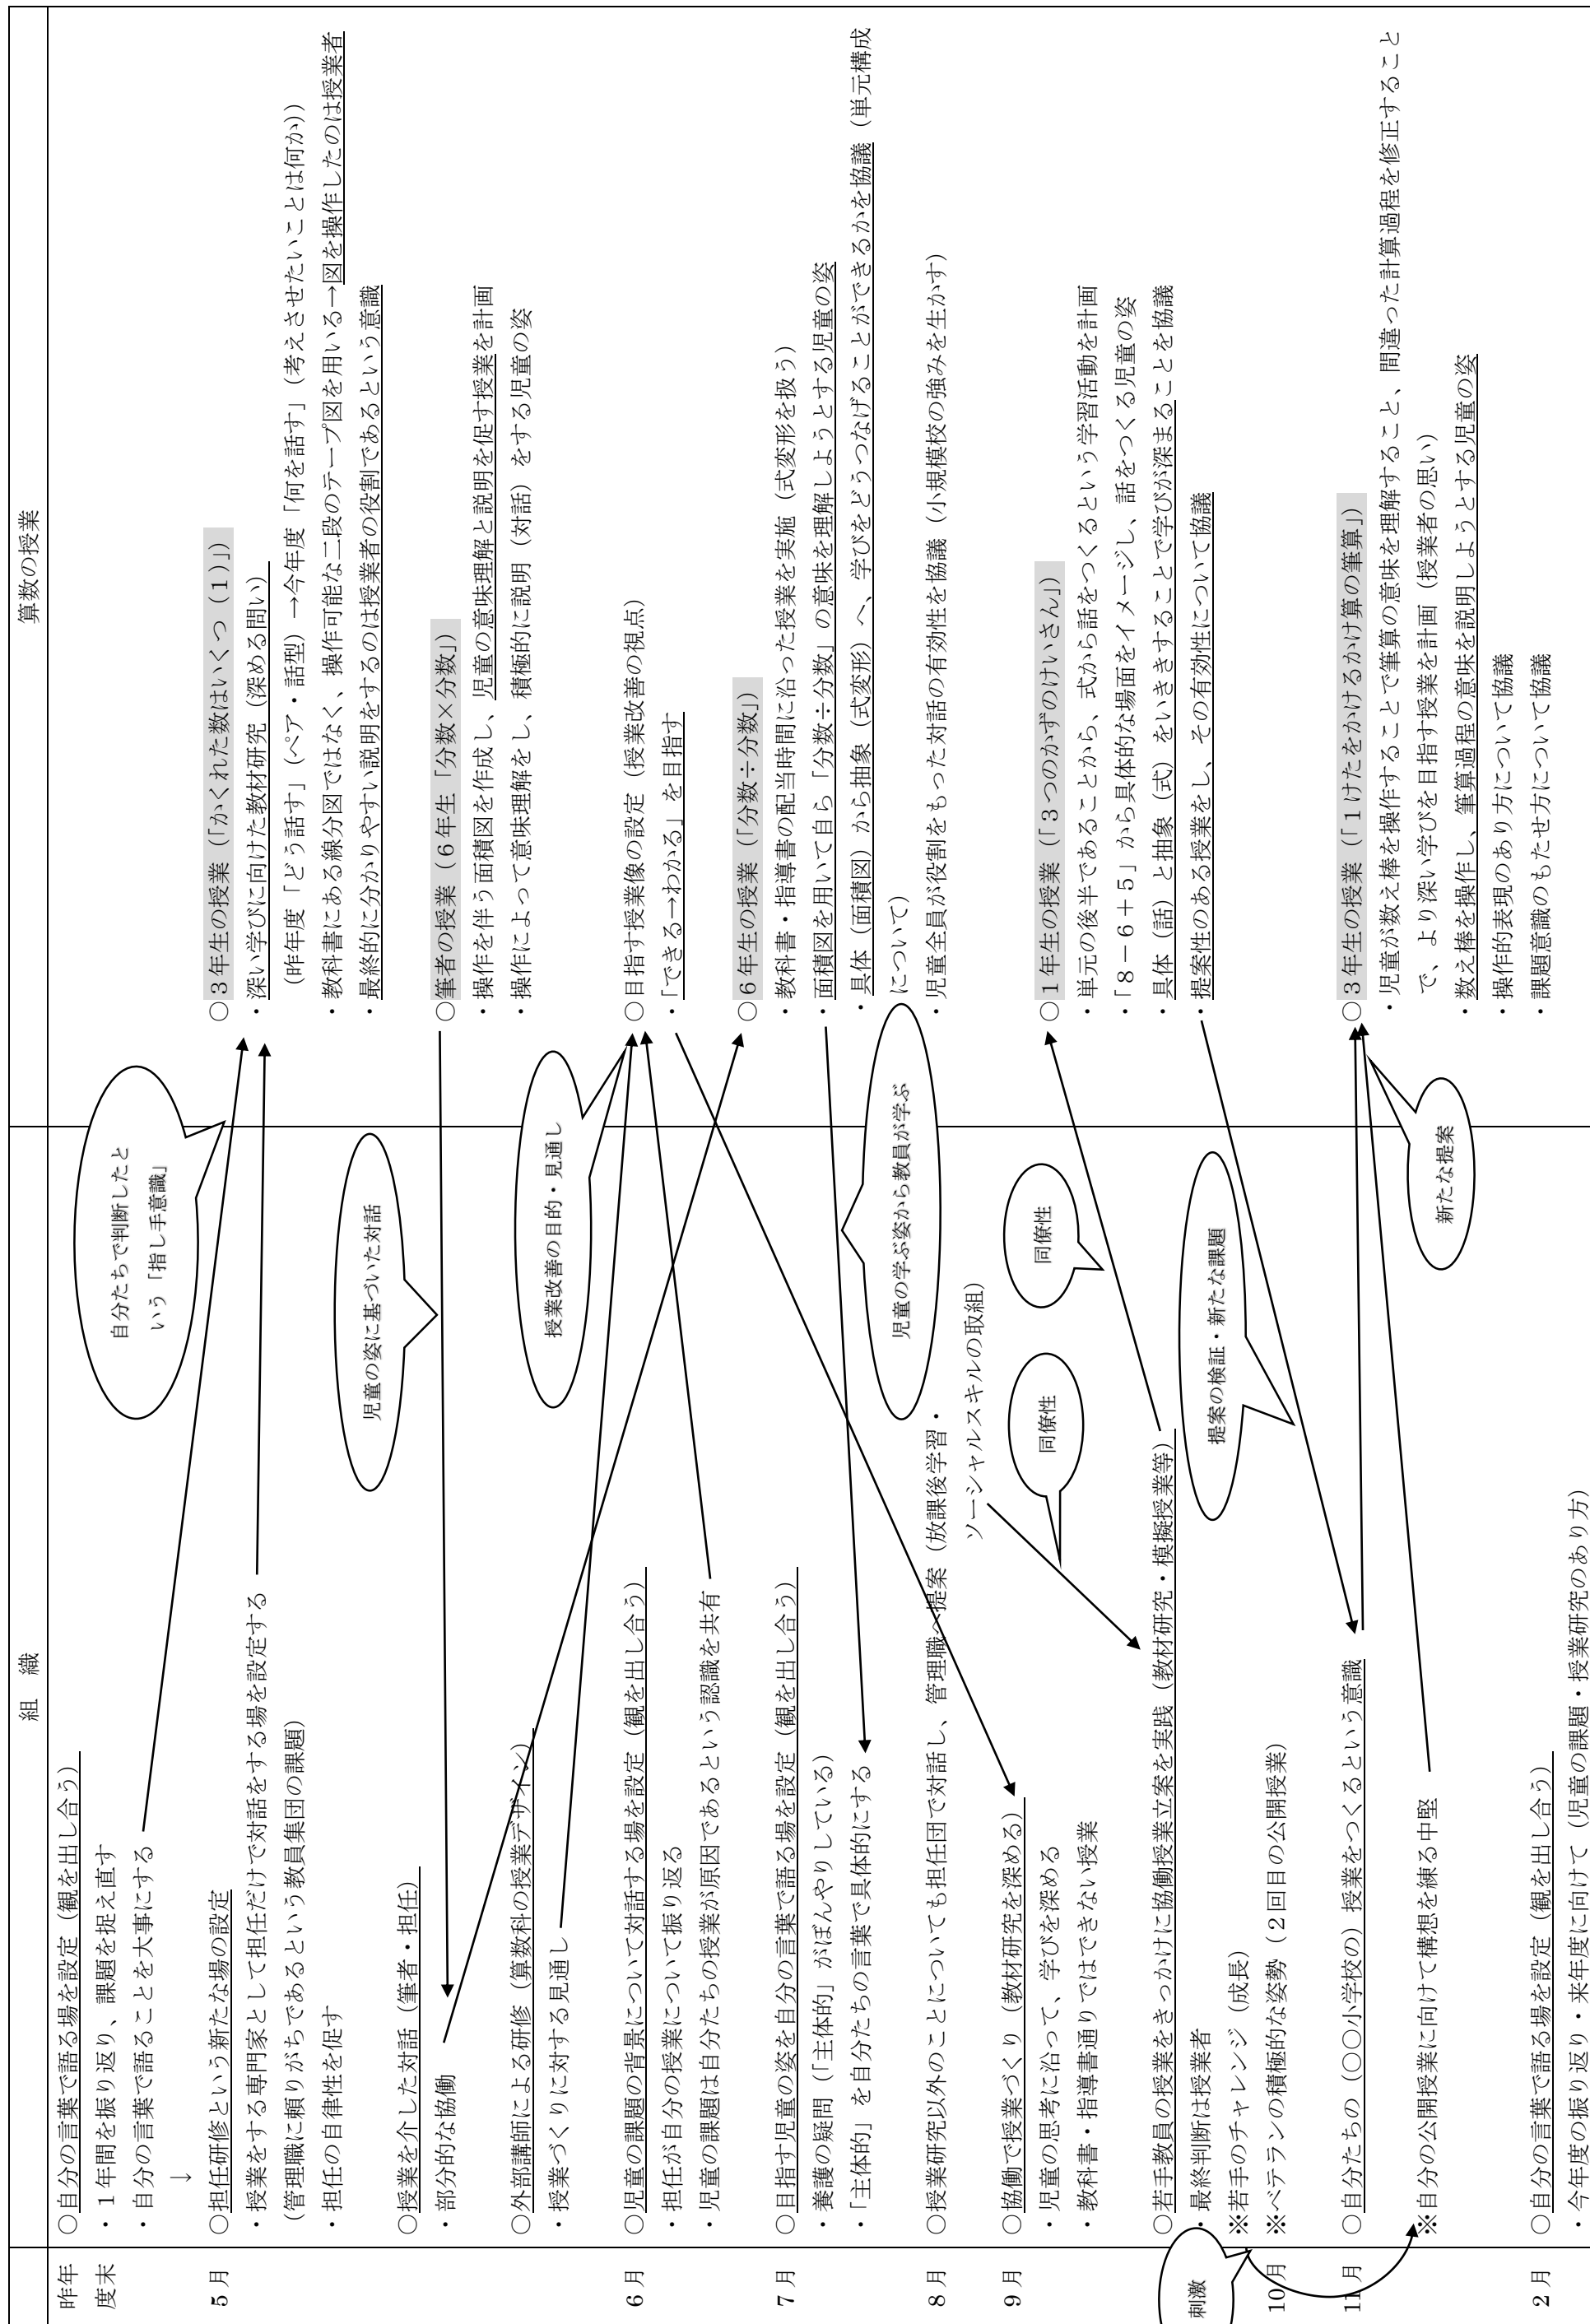 組　織
算数の授業
昨年
度末
○自分の言葉で語る場を設定（観を出し合う）
・１年間を振り返り、課題を捉え直す
・自分の言葉で語ることを大事にする
↓
自分たちで判断したと
いう「指し手意識」
5月
○担任研修という新たな場の設定
・授業をする専門家として担任だけで対話をする場を設定する
（管理職に頼りがちであるという教員集団の課題）
・担任の自律性を促す
○３年生の授業（「かくれた数はいくつ（１）」）
・深い学びに向けた教材研究（深める問い）
（昨年度「どう話す」（ペア・話型）→今年度「何を話す」（考えさせたいことは何か））
・教科書にある線分図ではなく、操作可能な二段のテープ図を用いる→図を操作したのは授業者
・最終的に分かりやすい説明をするのは授業者の役割であるという意識
○授業を介した対話（筆者・担任）
・部分的な協働
児童の姿に基づいた対話
○筆者の授業（６年生「分数×分数」）
・操作を伴う面積図を作成し、児童の意味理解と説明を促す授業を計画
・操作によって意味理解をし、積極的に説明（対話）をする児童の姿
○外部講師による研修（算数科の授業デザイン）
・授業づくりに対する見通し
授業改善の目的・見通し
6月
○児童の課題の背景について対話する場を設定（観を出し合う）
・担任が自分の授業について振り返る
・児童の課題は自分たちの授業が原因であるという認識を共有
○目指す授業像の設定（授業改善の視点）
・「できる→わかる」を目指す
○６年生の授業（「分数÷分数」）
・教科書・指導書の配当時間に沿った授業を実施（式変形を扱う）
・面積図を用いて自ら「分数÷分数」の意味を理解しようとする児童の姿
・具体（面積図）から抽象（式変形）へ、学びをどうつなげることができるかを協議（単元構成
について）
・児童全員が役割をもった対話の有効性を協議（小規模校の強みを生かす）
7月
○目指す児童の姿を自分の言葉で語る場を設定（観を出し合う）
・養護の疑問（「主体的」がぼんやりしている）
・「主体的」を自分たちの言葉で具体的にする
児童の学ぶ姿から教員が学ぶ
8月
○授業研究以外のことについても担任団で対話し、管理職へ提案（放課後学習・
ソーシャルスキルの取組）
9月
○協働で授業づくり（教材研究を深める）
・児童の思考に沿って、学びを深める
・教科書・指導書通りではできない授業
同僚性
同僚性
○１年生の授業（「３つのかずのけいさん」）
・単元の後半であることから、式から話をつくるという学習活動を計画
・「８－６＋５」から具体的な場面をイメージし、話をつくる児童の姿
・具体（話）と抽象（式）をいききすることで学びが深まることを協議
・提案性のある授業をし、その有効性について協議
○若手教員の授業をきっかけに協働授業立案を実践（教材研究・模擬授業等）
・最終判断は授業者
※若手のチャレンジ（成長）
※ベテランの積極的な姿勢（２回目の公開授業）
提案の検証・新たな課題
刺激
10月
11月
○自分たちの（〇〇小学校の）授業をつくるという意識
※自分の公開授業に向けて構想を練る中堅
新たな提案
○３年生の授業（「１けたをかけるかけ算の筆算」）
・児童が数え棒を操作することで筆算の意味を理解すること、間違った計算過程を修正すること
で、より深い学びを目指す授業を計画（授業者の思い）
・数え棒を操作し、筆算過程の意味を説明しようとする児童の姿
・操作的表現のあり方について協議
・課題意識のもたせ方について協議
2月
○自分の言葉で語る場を設定（観を出し合う）
・今年度の振り返り・来年度に向けて（児童の課題・授業研究のあり方）